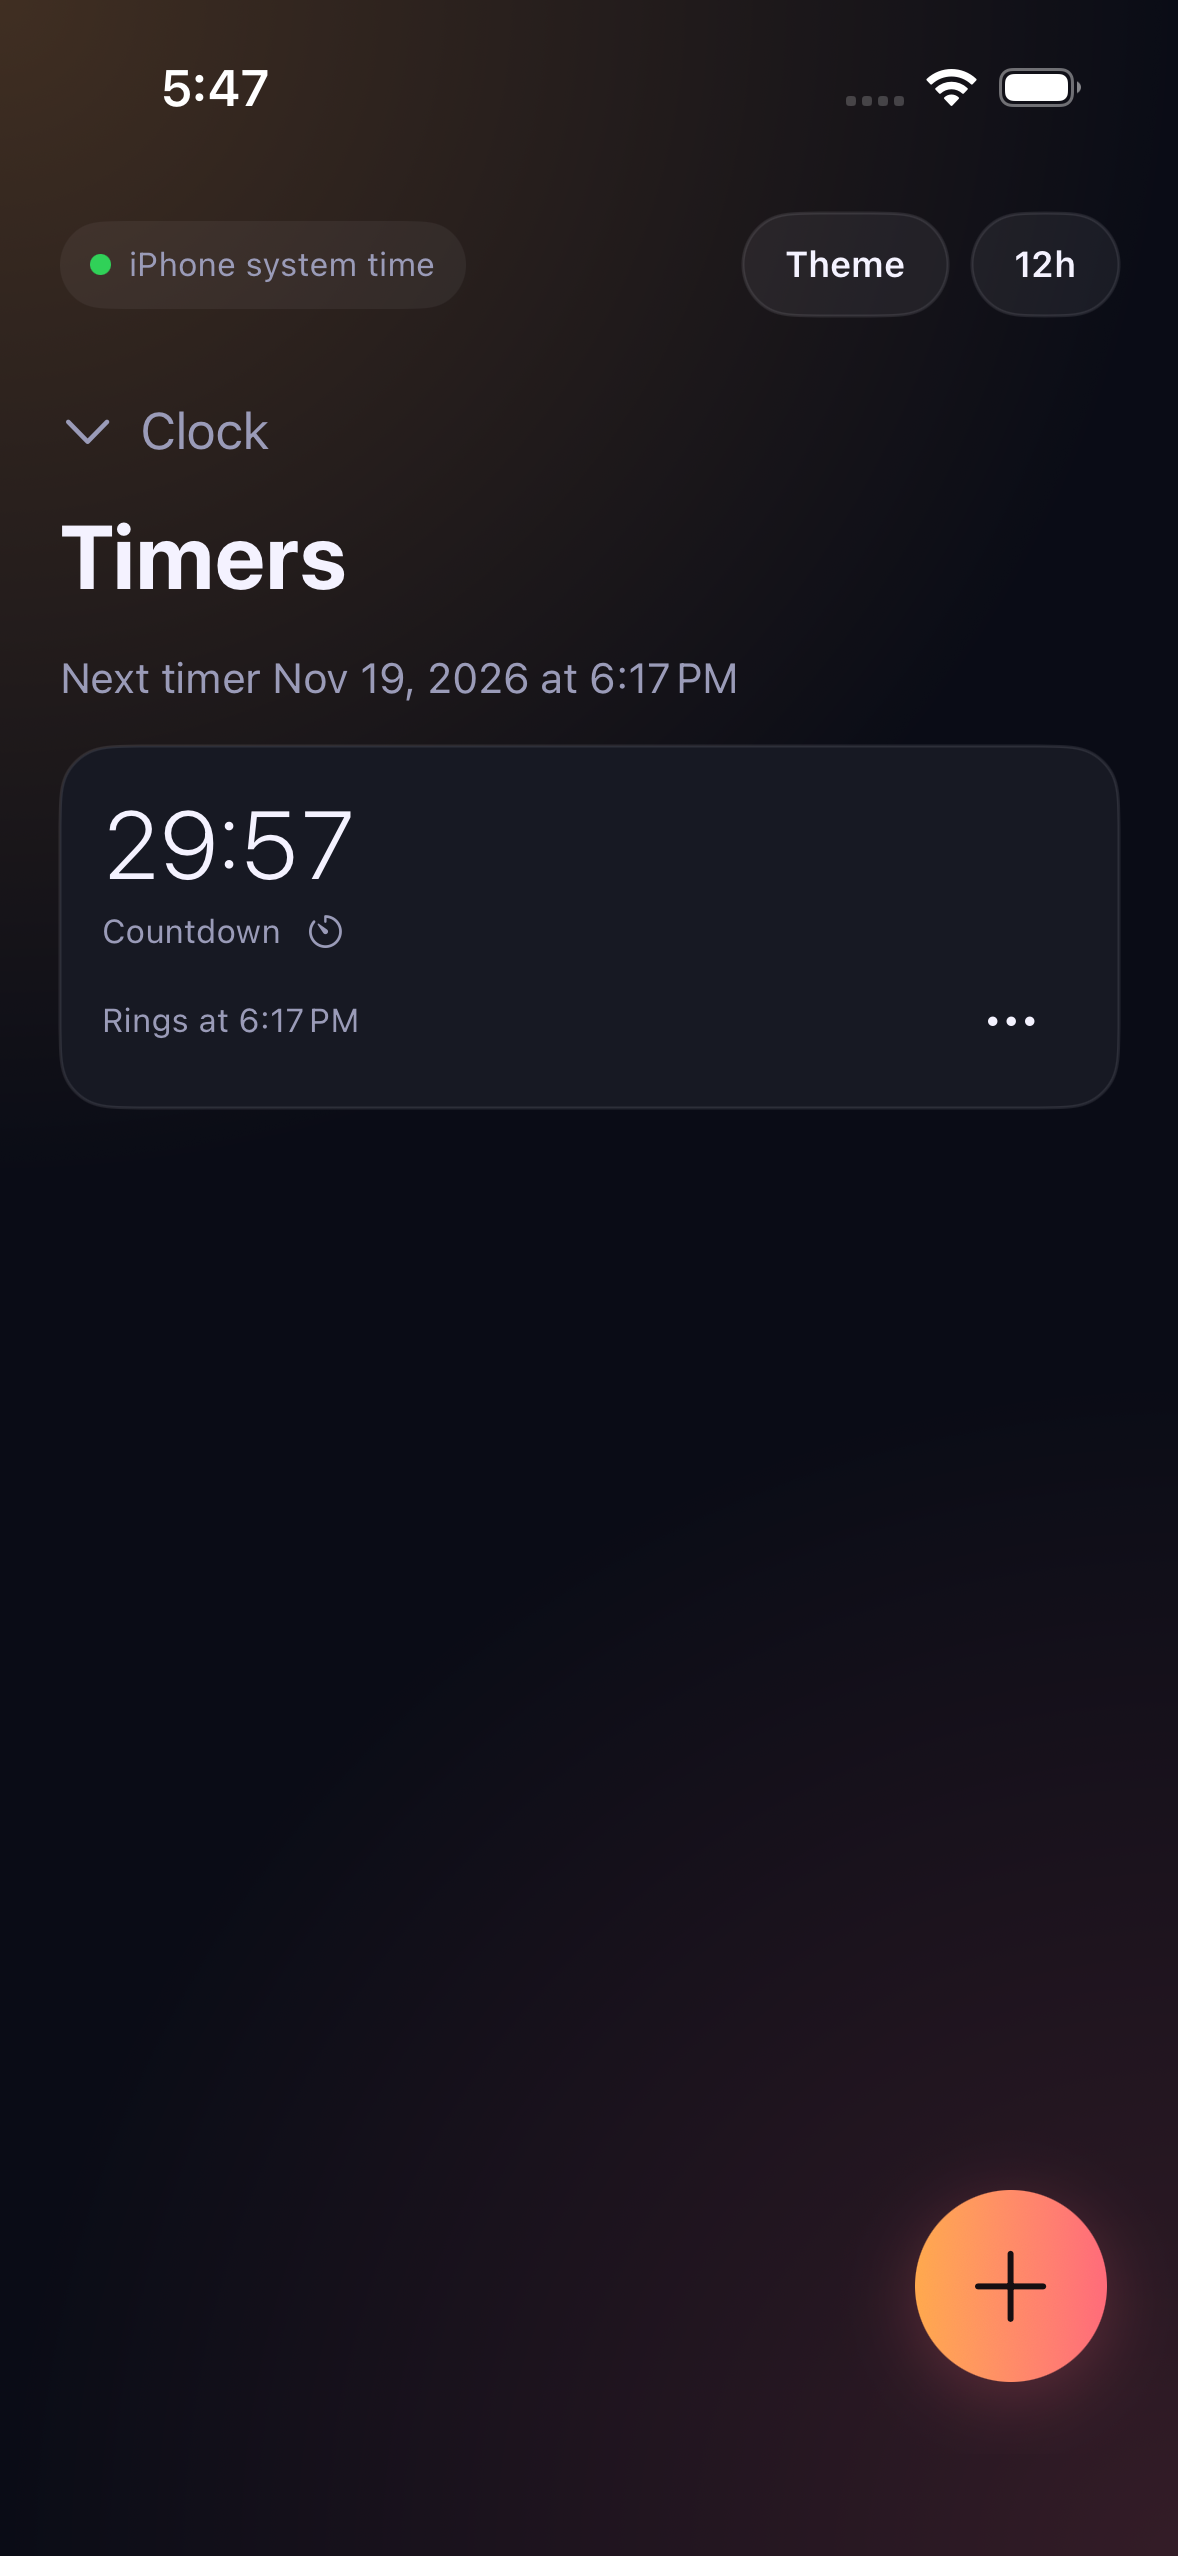 5:47
iPhone system time
Theme
12h
Clock
Timers
Next timer Nov 19, 2026 at 6:17 PM
29:57
Countdown
Rings at 6:17 PM